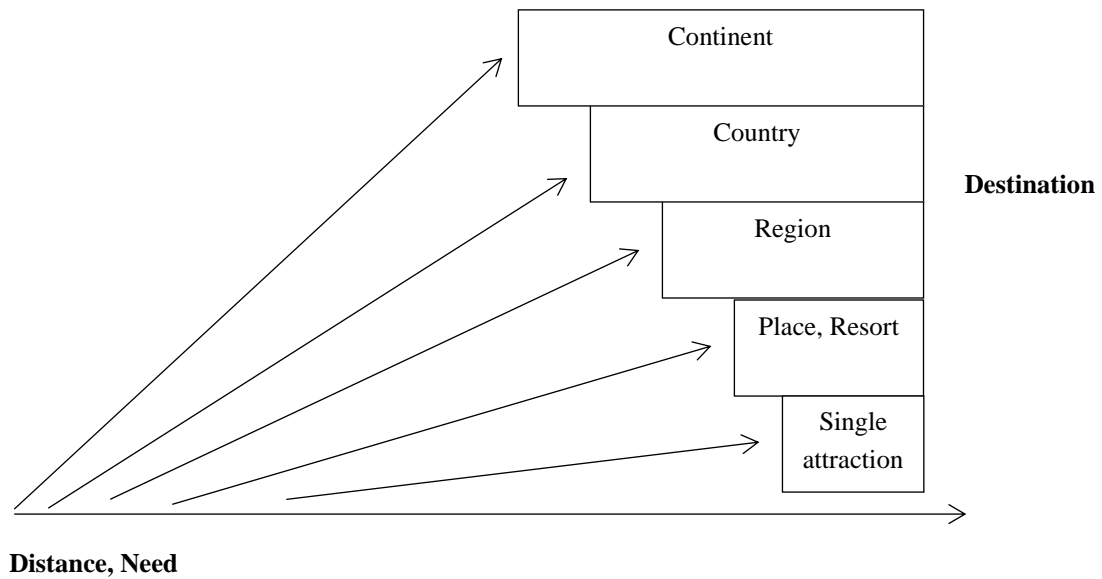 Continent
Country
Destination
Region
Place, Resort
Single
attraction
Distance, Need